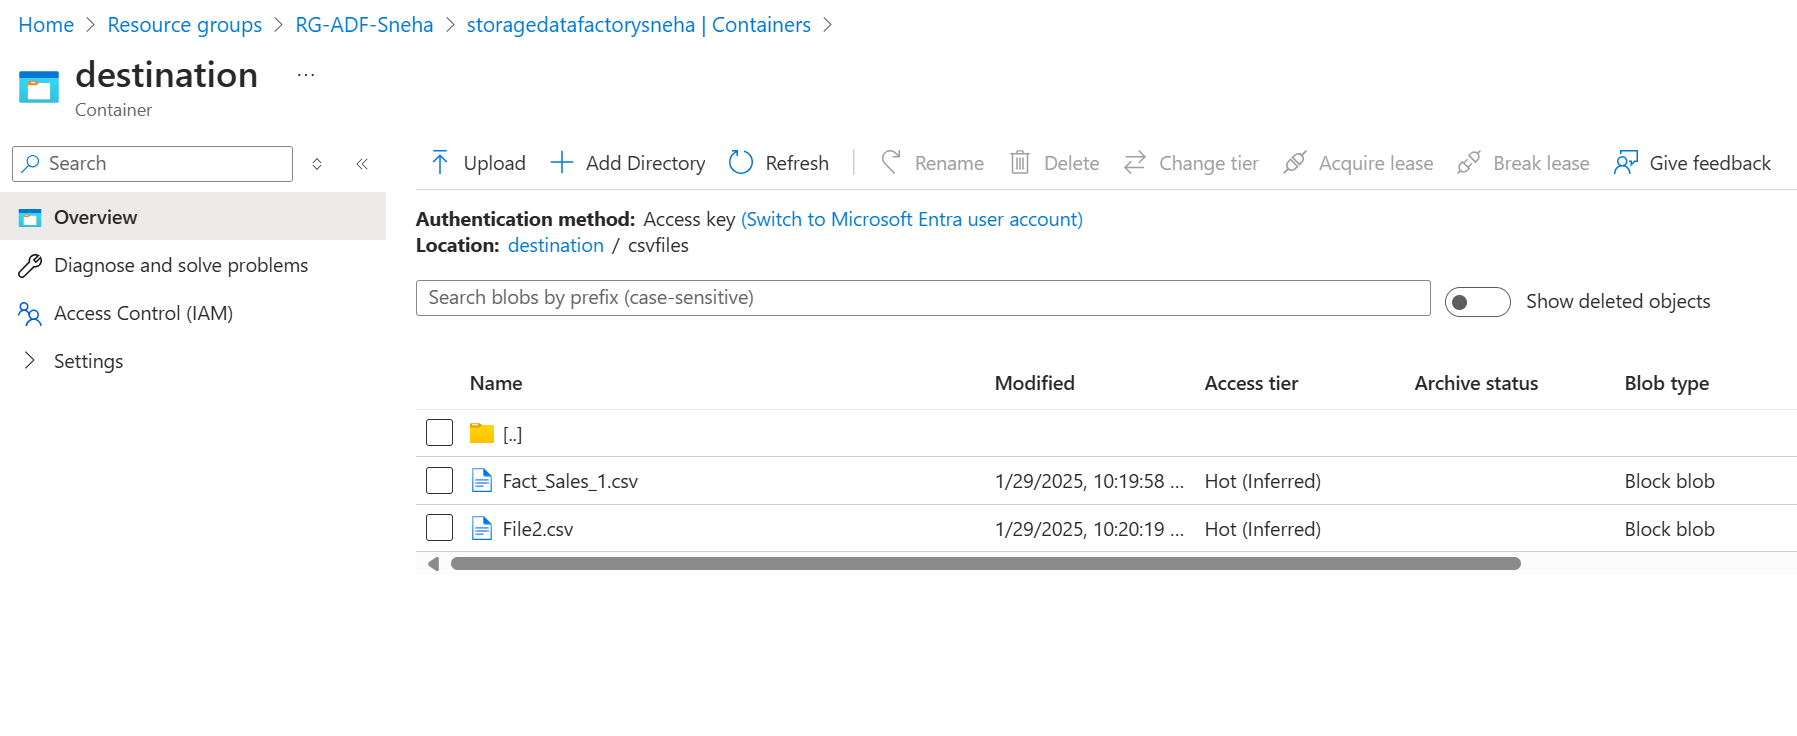 Home > Resource groups > RG-ADF-Sneha > storagedatafactorysneha | Containers >
destination ...
Container
Search
Upload Add Directory Refresh Rename Delete Change tier Acquire lease Break lease Give feedback
Overview
Diagnose and solve problems
Access Control (IAM)
Settings
Authentication method: Access key (Switch to Microsoft Entra user account)
Location: destination / csvfiles
Search blobs by prefix (case-sensitive)
Show deleted objects
Name Modified Access tier Archive status Blob type
[..]
Fact_Sales_1.csv 1/29/2025, 10:19:58 ... Hot (Inferred) Block blob
File2.csv 1/29/2025, 10:20:19 ... Hot (Inferred) Block blob